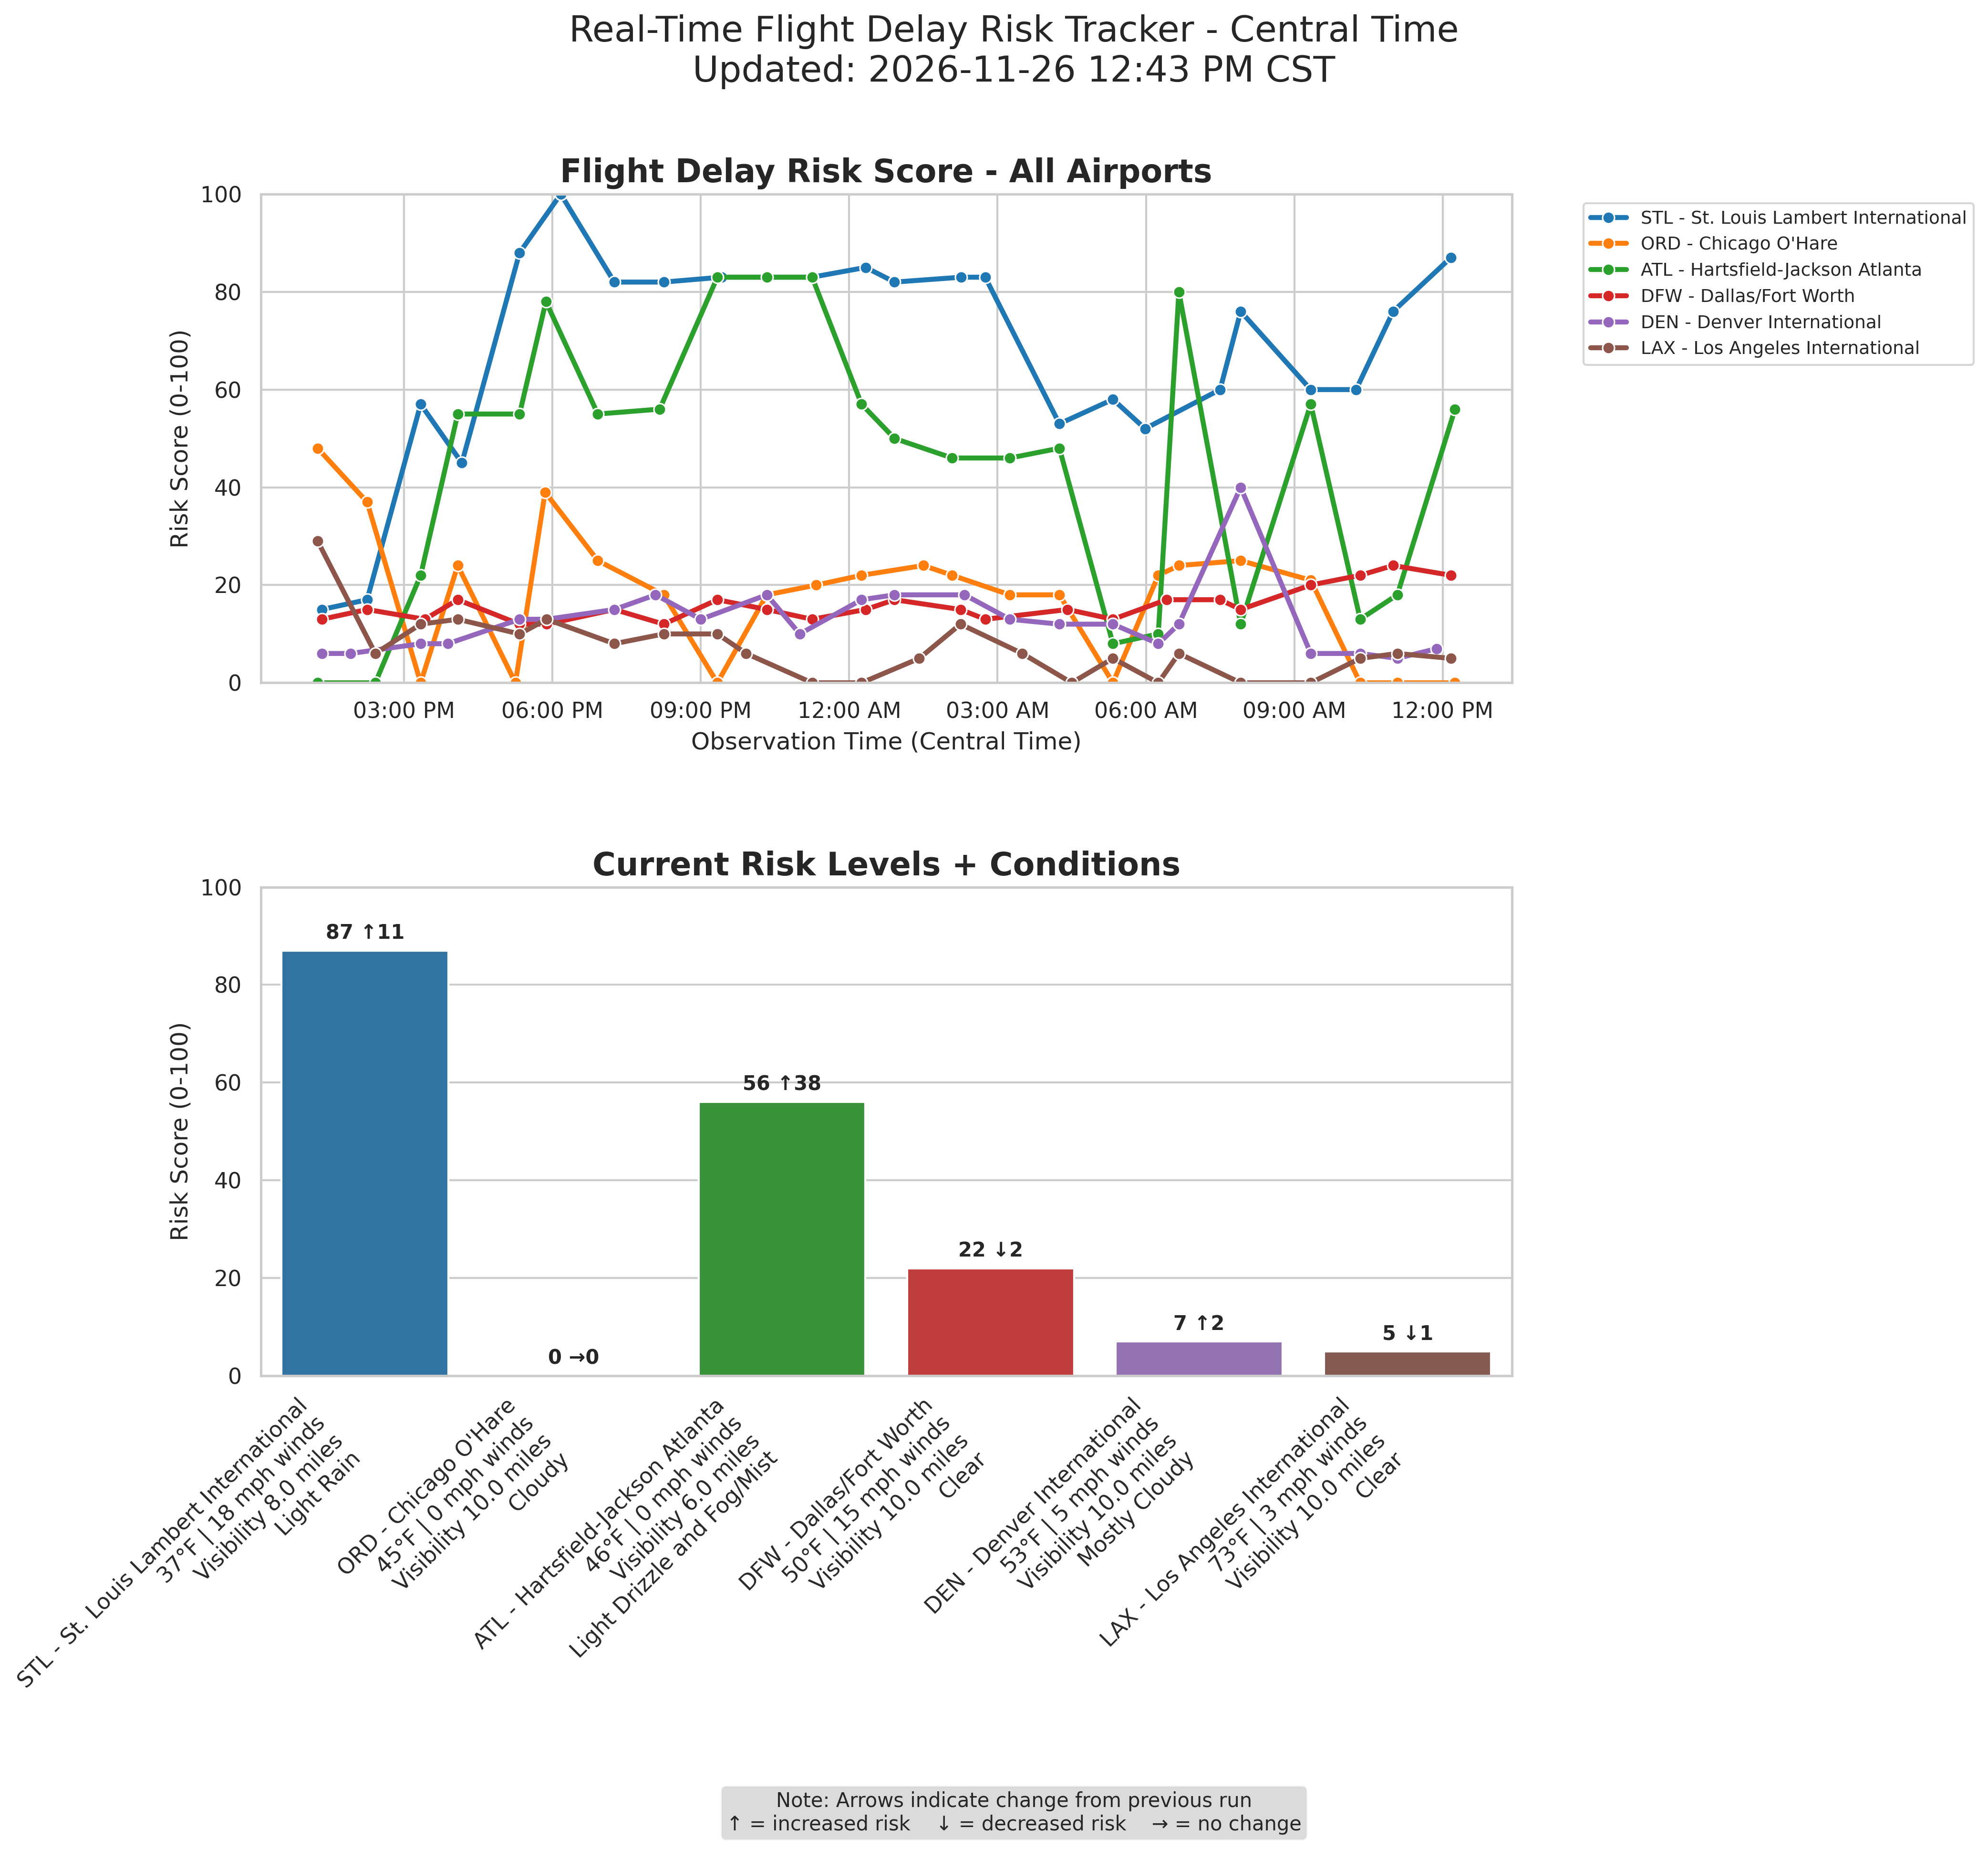 Real-Time Flight Delay Risk Tracker - Central Time
Updated: 2026-11-26 12:43 PM CST
Flight Delay Risk Score - All Airports
Risk Score (0-100)
100
80
60
40
20
0
03:00 PM
06:00 PM
09:00 PM
12:00 AM
03:00 AM
06:00 AM
09:00 AM
12:00 PM
Observation Time (Central Time)
STL - St. Louis Lambert International
ORD - Chicago O'Hare
ATL - Hartsfield-Jackson Atlanta
DFW - Dallas/Fort Worth
DEN - Denver International
LAX - Los Angeles International
Current Risk Levels + Conditions
Risk Score (0-100)
100
80
60
40
20
0
87 ↑11
0 →0
56 ↑38
22 ↓2
7 ↑2
5 ↓1
STL - St. Louis Lambert International
37°F | 18 mph winds
Visibility 8.0 miles
Light Rain
ORD - Chicago O'Hare
45°F | 0 mph winds
Visibility 10.0 miles
Cloudy
ATL - Hartsfield-Jackson Atlanta
46°F | 0 mph winds
Visibility 6.0 miles
Light Drizzle and Fog/Mist
DFW - Dallas/Fort Worth
50°F | 15 mph winds
Visibility 10.0 miles
Clear
DEN - Denver International
53°F | 5 mph winds
Visibility 10.0 miles
Mostly Cloudy
LAX - Los Angeles International
73°F | 3 mph winds
Visibility 10.0 miles
Clear
Note: Arrows indicate change from previous run
↑ = increased risk ↓ = decreased risk → = no change